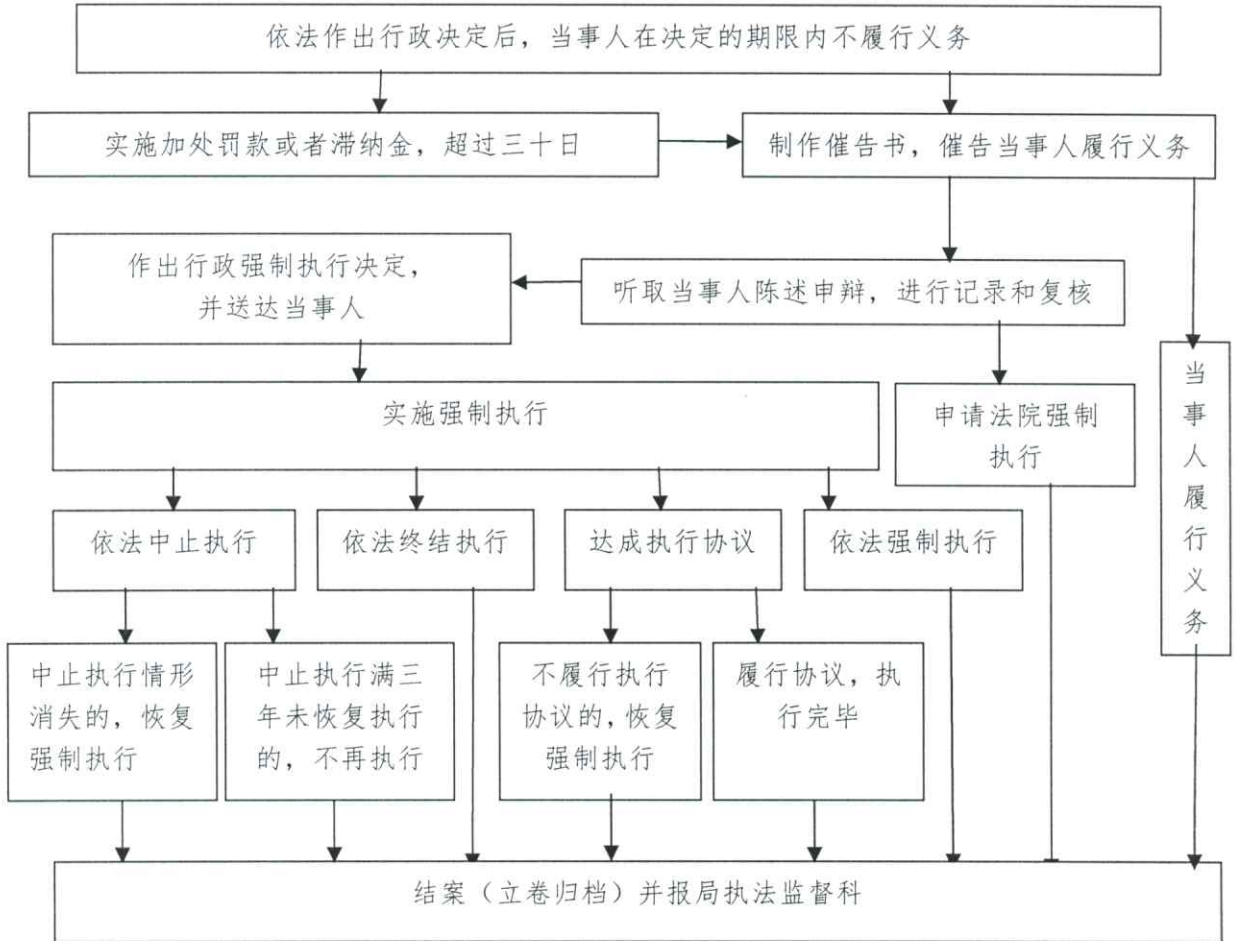 依法作出行政决定后，当事人在决定的期限内不履行义务
实施加处罚款或者滞纳金，超过三十日
制作催告书，催告当事人履行义务
作出行政强制执行决定，
并送达当事人
听取当事人陈述申辩，进行记录和复核
实施强制执行
申请法院强制
执行
当事人履行义务
依法中止执行
依法终结执行
达成执行协议
依法强制执行
中止执行情形
消失的，恢复
强制执行
中止执行满三
年未恢复执行
的，不再执行
不履行执行
协议的，恢复
强制执行
履行协议，执
行完毕
结案（立卷归档）并报局执法监督科